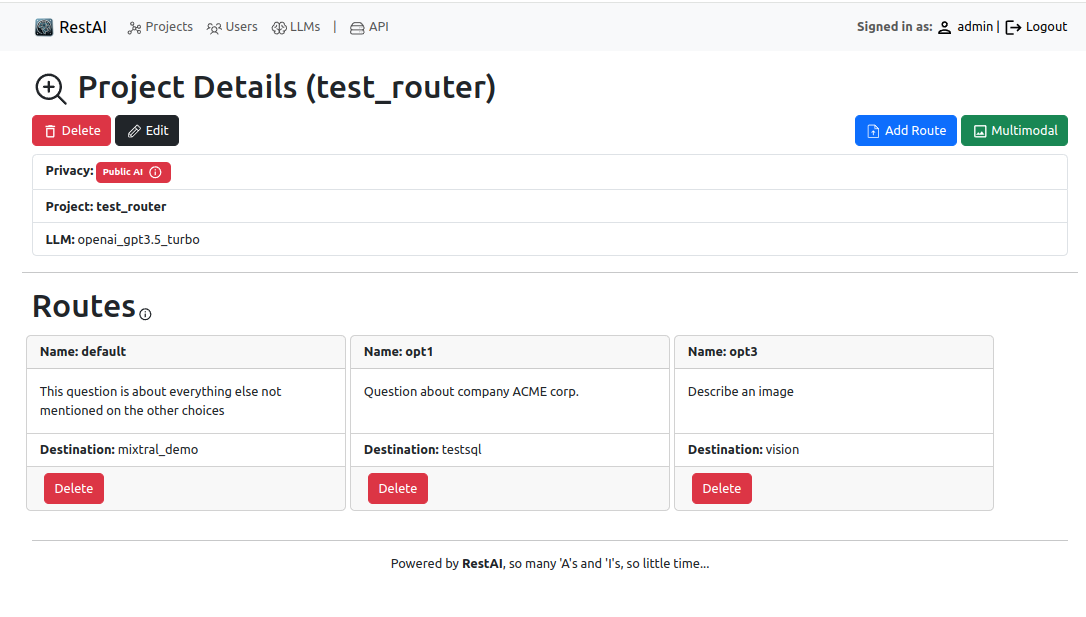 RestAI Projects Users LLMs | API Signed in as: admin | Logout
Project Details (test_router)
Delete Edit Add Route Multimodal
Privacy: Public AI
Project: test_router
LLM: openai_gpt3.5_turbo
Routes
Name: default
This question is about everything else not
mentioned on the other choices
Destination: mixtral_demo
Delete
Name: opt1
Question about company ACME corp.
Destination: testsql
Delete
Name: opt3
Describe an image
Destination: vision
Delete
Powered by RestAI, so many 'A's and 'I's, so little time...